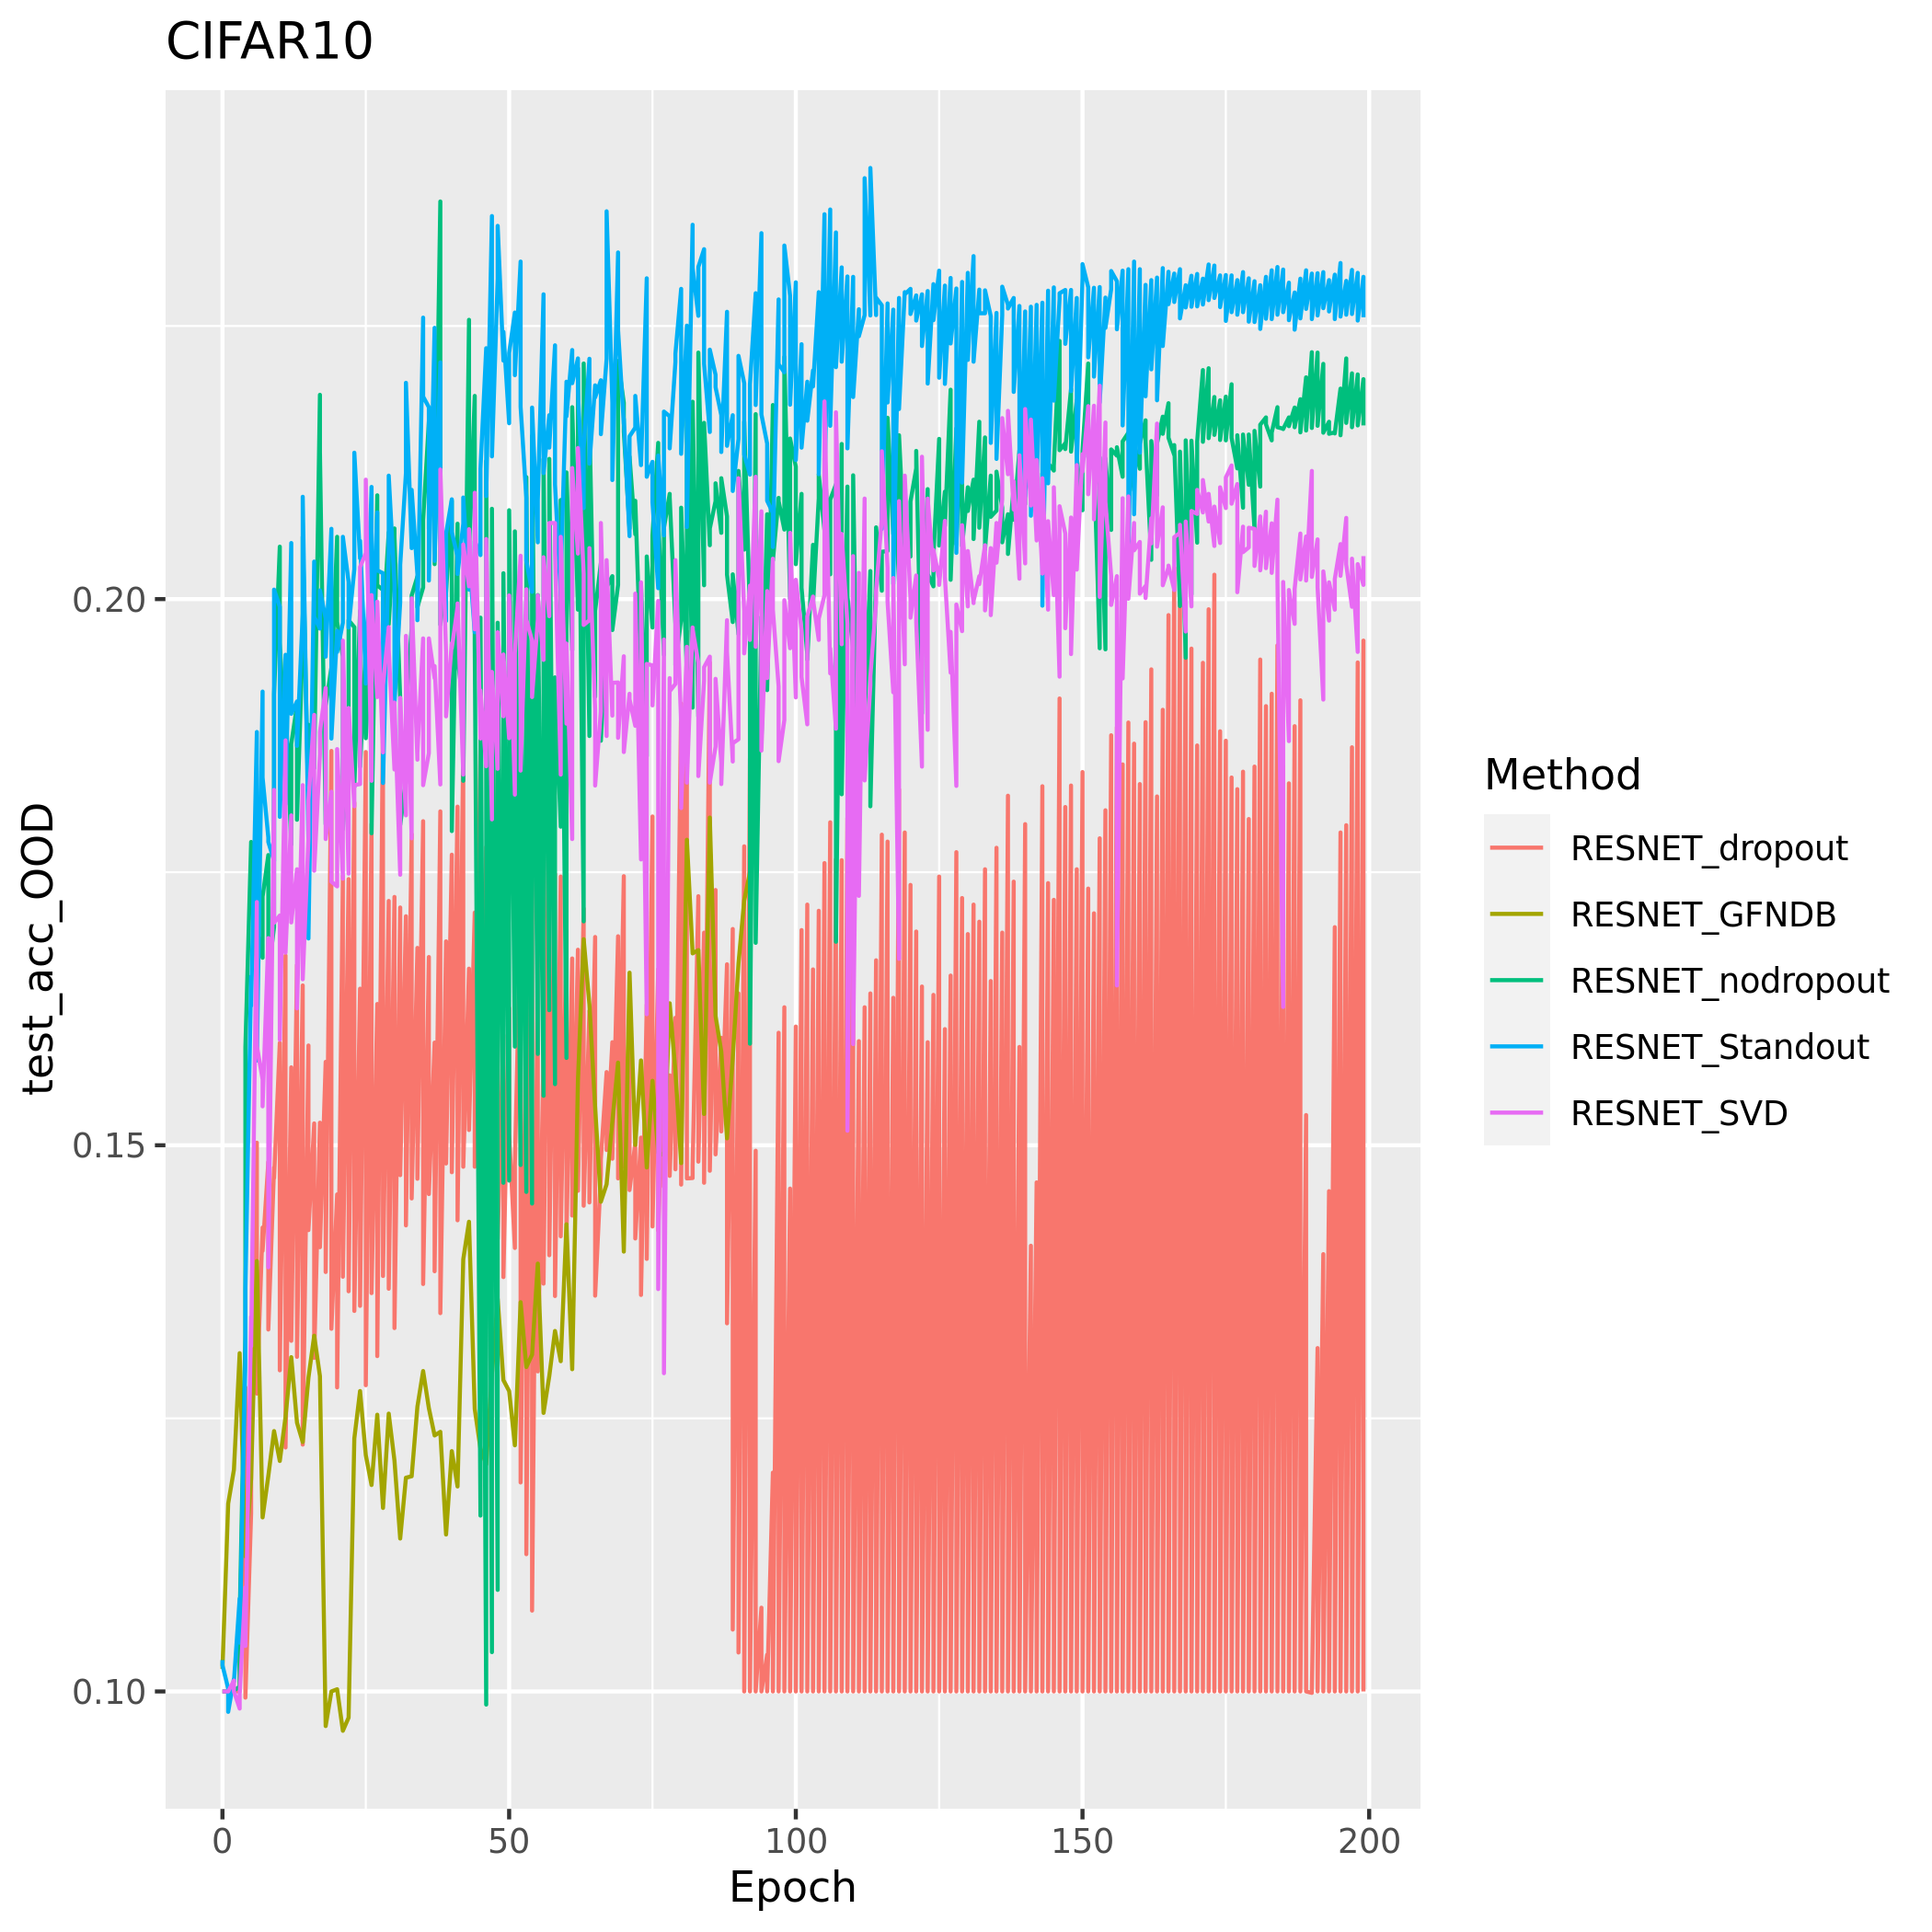 CIFAR10
test_acc_OOD
0.20
0.15
0.10
0
50
100
150
200
Epoch
Method
RESNET_dropout
RESNET_GFNDB
RESNET_nodropout
RESNET_Standout
RESNET_SVD